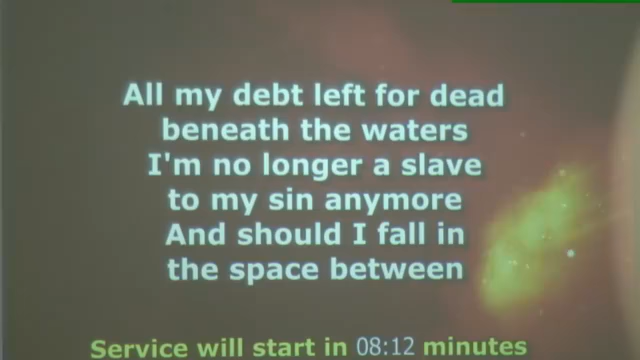 All my debt left for dead
beneath the waters
I'm no longer a slave
to my sin anymore
And should I fall in
the space between
Service will start in 08:12 minutes